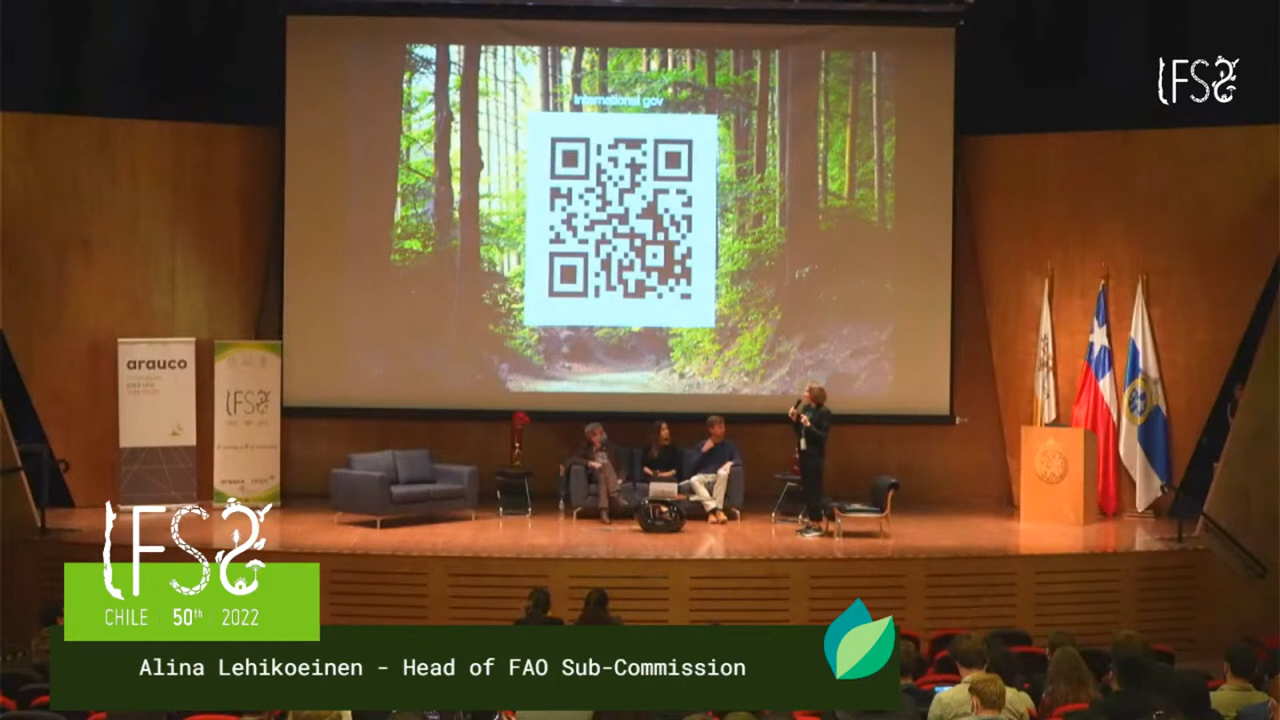 International gov
IFSS
arauco
IFSS
IFSS
CHILE 50th 2022
Alina Lehikoeinen - Head of FAO Sub-Commission